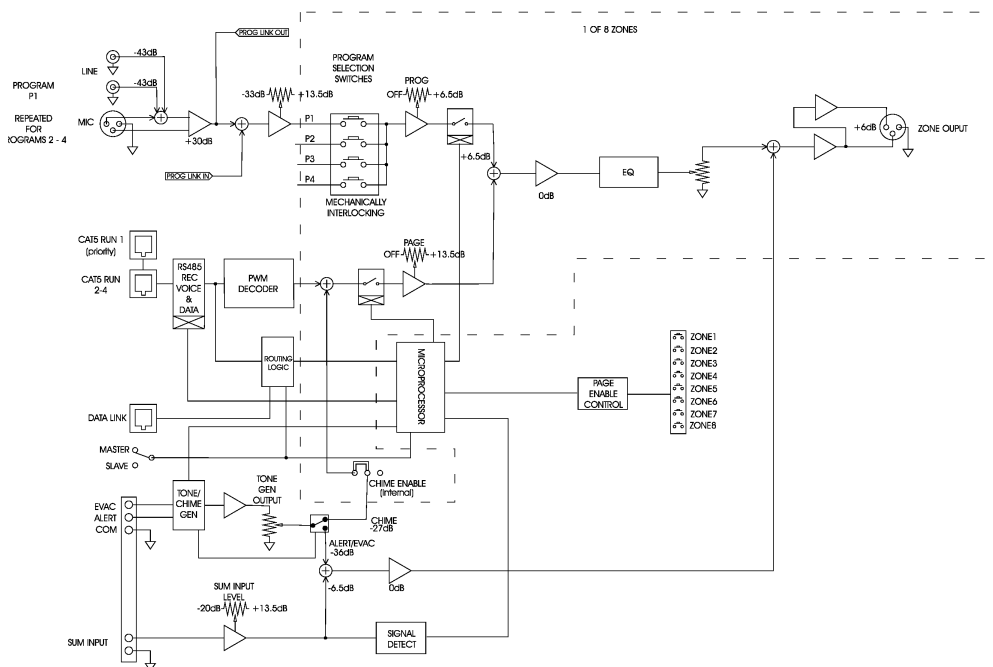 PROG LINK OUT
1 OF 8 ZONES
-43dB
LINE
-43dB
PROGRAM
P1
REPEATED
FOR
ROGRAMS 2 - 4
MIC
+30dB
PROG LINK IN
-33dB
+13.5dB
PROGRAM
SELECTION
SWITCHES
P1
P2
P3
P4
MECHANICALLY
INTERLOCKING
PROG
OFF
+6.5dB
+6.5dB
0dB
EQ
+6dB
ZONE OUPUT
CAT5 RUN 1
(priority)
CAT5 RUN
2-4
RS485
REC
VOICE
&
DATA
PWM
DECODER
PAGE
OFF
+13.5dB
ROUTING
LOGIC
MICROPROCESSOR
PAGE
ENABLE
CONTROL
ZONE1
ZONE2
ZONE3
ZONE4
ZONE5
ZONE6
ZONE7
ZONE8
DATA LINK
MASTER
SLAVE
EVAC
ALERT
COM
TONE/
CHIME
GEN
TONE
GEN
OUTPUT
CHIME ENABLE
(internal)
CHIME
-27dB
ALERT/EVAC
-36dB
-6.5dB
0dB
SUM INPUT
LEVEL
-20dB
+13.5dB
SUM INPUT
SIGNAL
DETECT